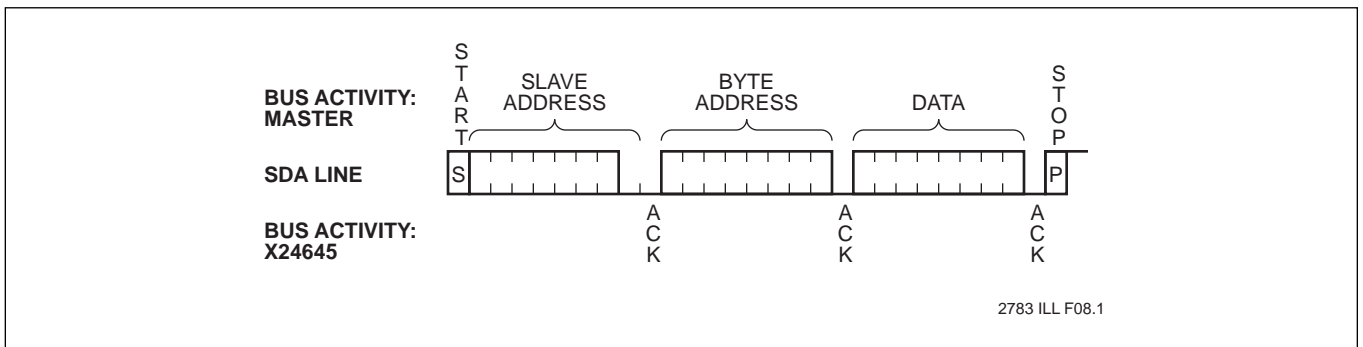 START
STOP
BUS ACTIVITY:
MASTER
SLAVE
ADDRESS
BYTE
ADDRESS
DATA
SDA LINE
S
P
BUS ACTIVITY:
X24645
ACK
ACK
ACK
2783 ILL F08.1